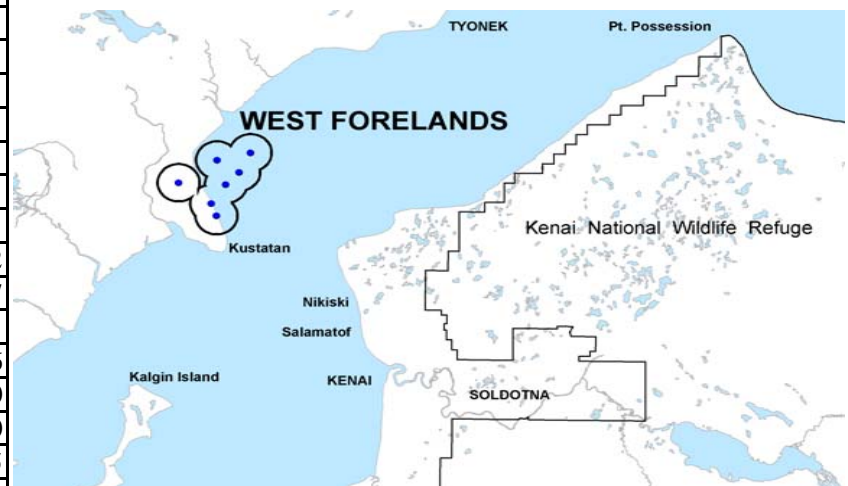 TYONEK Pt. Possession
WEST FORELANDS
Kenai National Wildlife Refuge
Kustatan
Nikiski
Salamatof
Kalgin Island
KENAI
SOLDOTNA